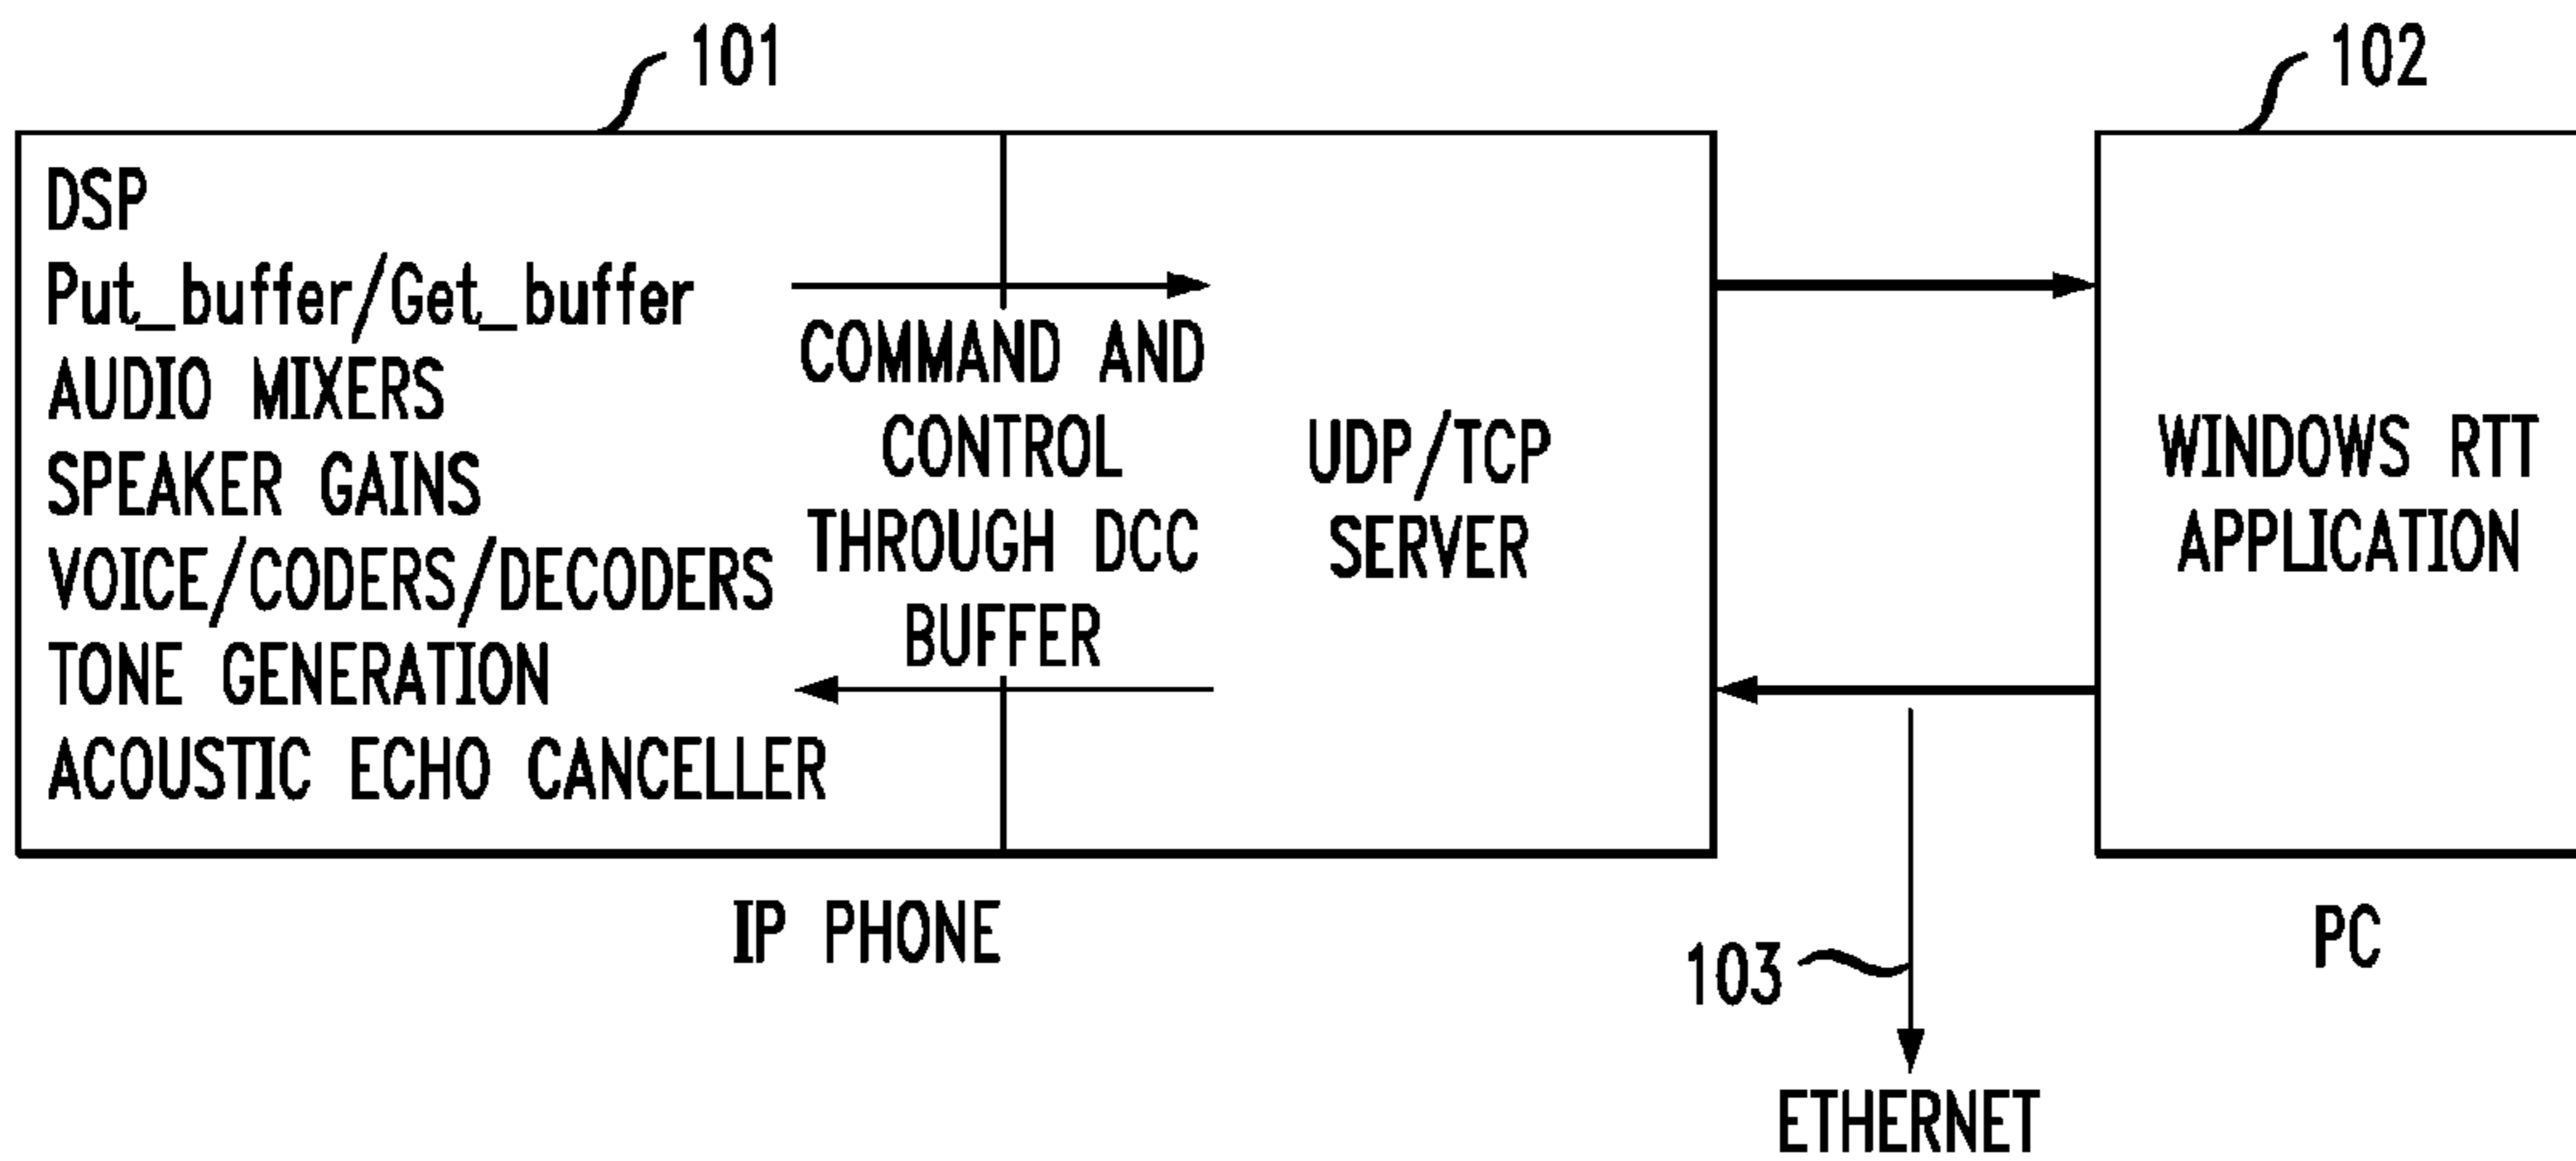 101
102
DSP
Put_buffer/Get_buffer
AUDIO MIXERS
SPEAKER GAINS
VOICE/CODERS/DECODERS
TONE GENERATION
ACOUSTIC ECHO CANCELLER
COMMAND AND
CONTROL
THROUGH DCC
BUFFER
UDP/TCP
SERVER
WINDOWS RTT
APPLICATION
IP PHONE
PC
103
ETHERNET